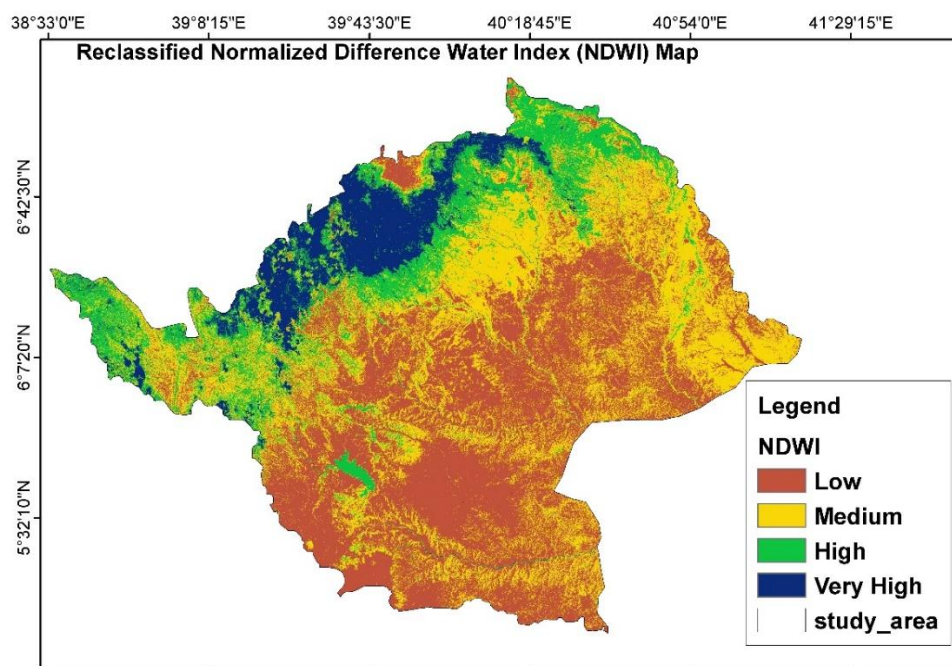 38°33'0"E 39°8'15"E 39°43'30"E 40°18'45"E 40°54'0"E 41°29'15"E
Reclassified Normalized Difference Water Index (NDWI) Map
6°42'30"N
6°7'20"N
5°32'10"N
Legend
NDWI
Low
Medium
High
Very High
study_area